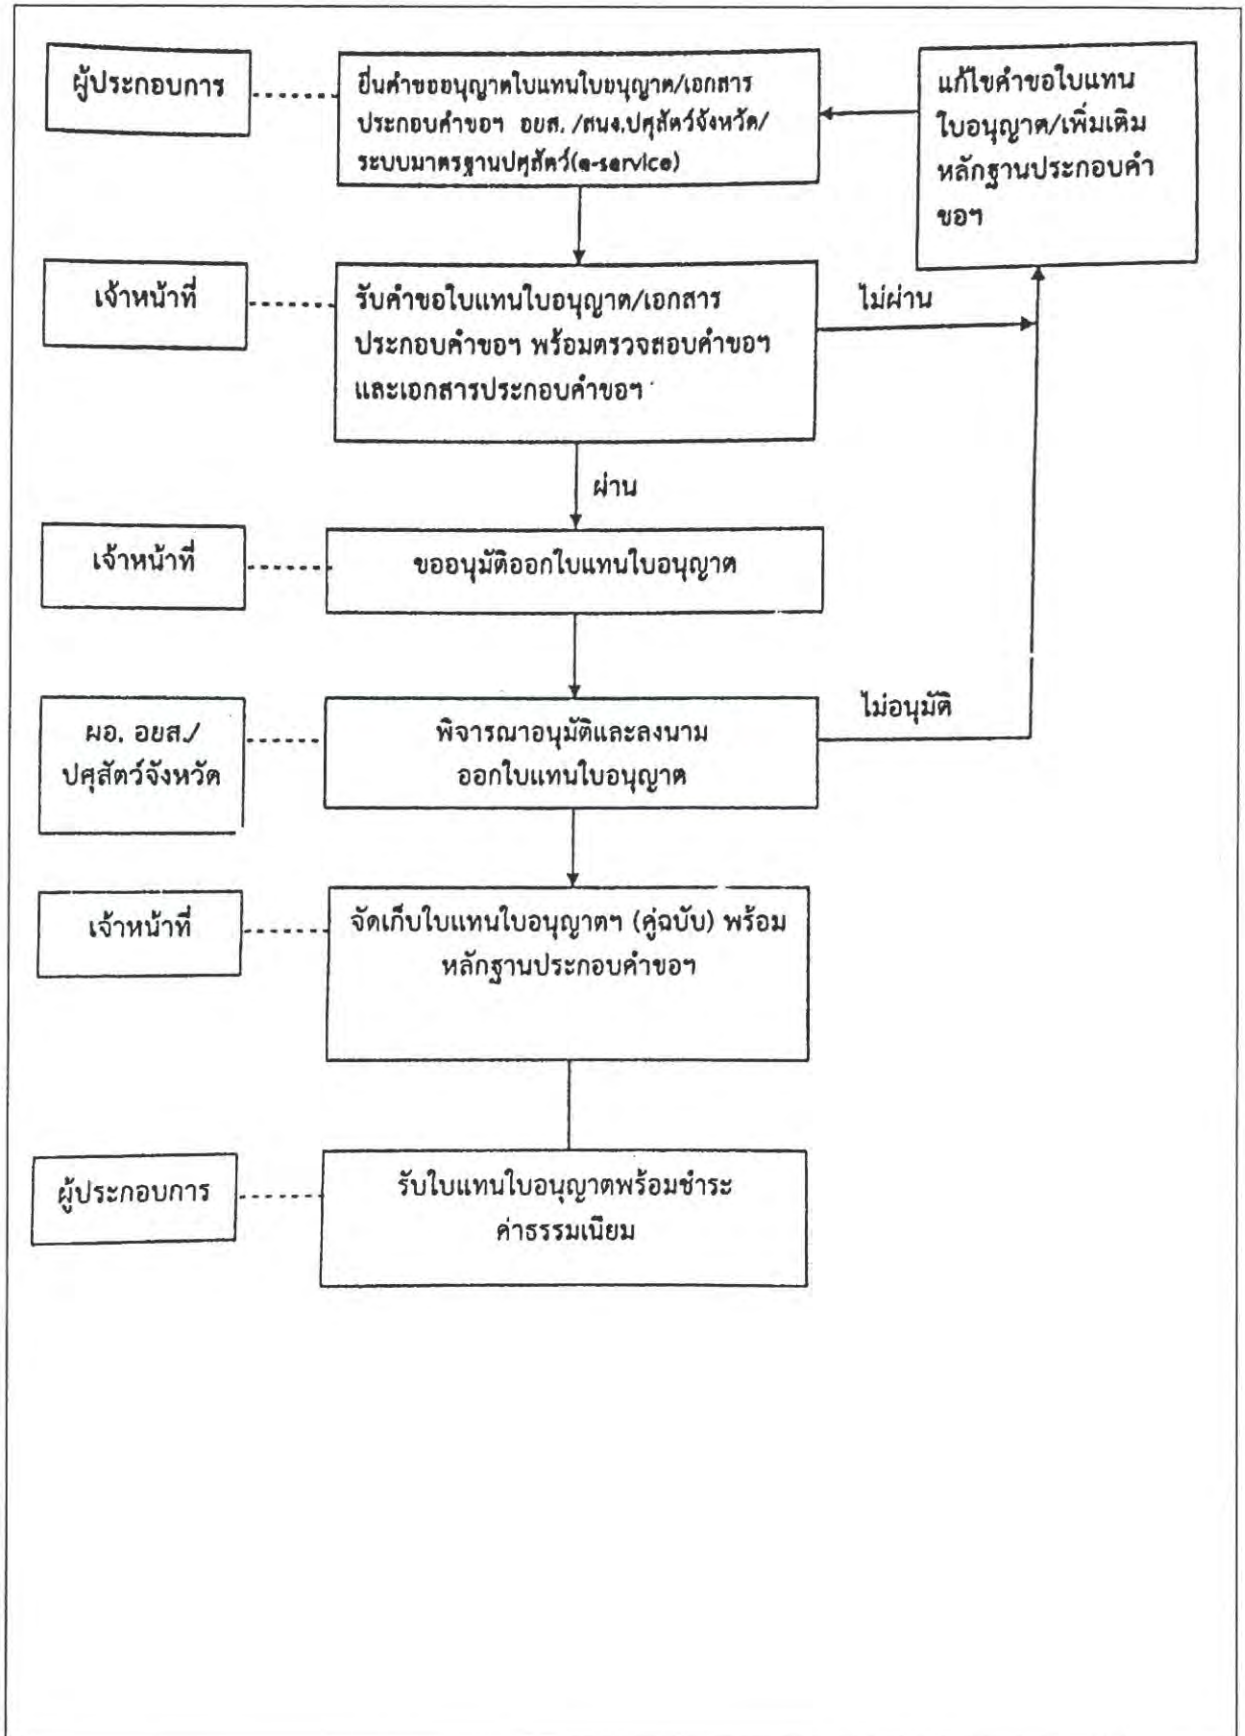 ผู้ประกอบการ
ยื่นคำขออนุญาตใบแทนใบอนุญาต/เอกสาร
ประกอบคำขอฯ อยส. /สนง.ปศุสัตว์จังหวัด/
ระบบมาตรฐานปศุสัตว์(e-service)
แก้ไขคำขอใบแทน
ใบอนุญาต/เพิ่มเติม
หลักฐานประกอบคำ
ขอฯ
เจ้าหน้าที่
รับคำขอใบแทนใบอนุญาต/เอกสาร
ประกอบคำขอฯ พร้อมตรวจสอบคำขอฯ
และเอกสารประกอบคำขอฯ
ไม่ผ่าน
ผ่าน
เจ้าหน้าที่
ขออนุมัติออกใบแทนใบอนุญาต
ผอ. อยส./
ปศุสัตว์จังหวัด
พิจารณาอนุมัติและลงนาม
ออกใบแทนใบอนุญาต
ไม่อนุมัติ
เจ้าหน้าที่
จัดเก็บใบแทนใบอนุญาตฯ (คู่ฉบับ) พร้อม
หลักฐานประกอบคำขอฯ
ผู้ประกอบการ
รับใบแทนใบอนุญาตพร้อมชำระ
ค่าธรรมเนียม